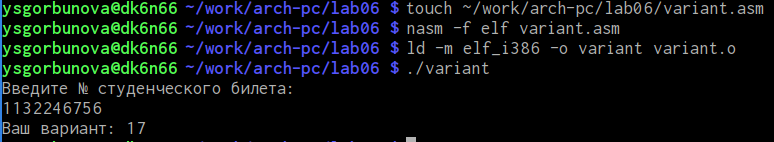 ysgorbunova@dk6n66 ~/work/arch-pc/lab06 $ touch ~/work/arch-pc/lab06/variant.asm
ysgorbunova@dk6n66 ~/work/arch-pc/lab06 $ nasm -f elf variant.asm
ysgorbunova@dk6n66 ~/work/arch-pc/lab06 $ ld -m elf_i386 -o variant variant.o
ysgorbunova@dk6n66 ~/work/arch-pc/lab06 $ ./variant
Введите № студенческого билета:
1132246756
Ваш вариант: 17